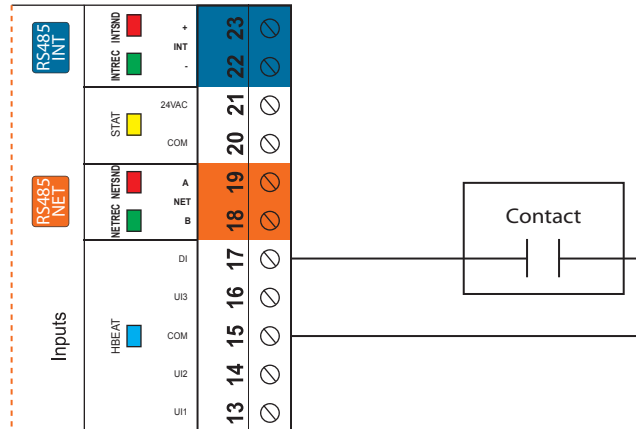 RS485
INT
INTREC INTSND
+
INT
-
23
22
STAT
24VAC
COM
21
20
RS485
NET
NETREC NETSND
A
NET
B
19
18
Inputs
HBEAT
DI
17
UI3
16
COM
15
UI2
14
UI1
13
Contact